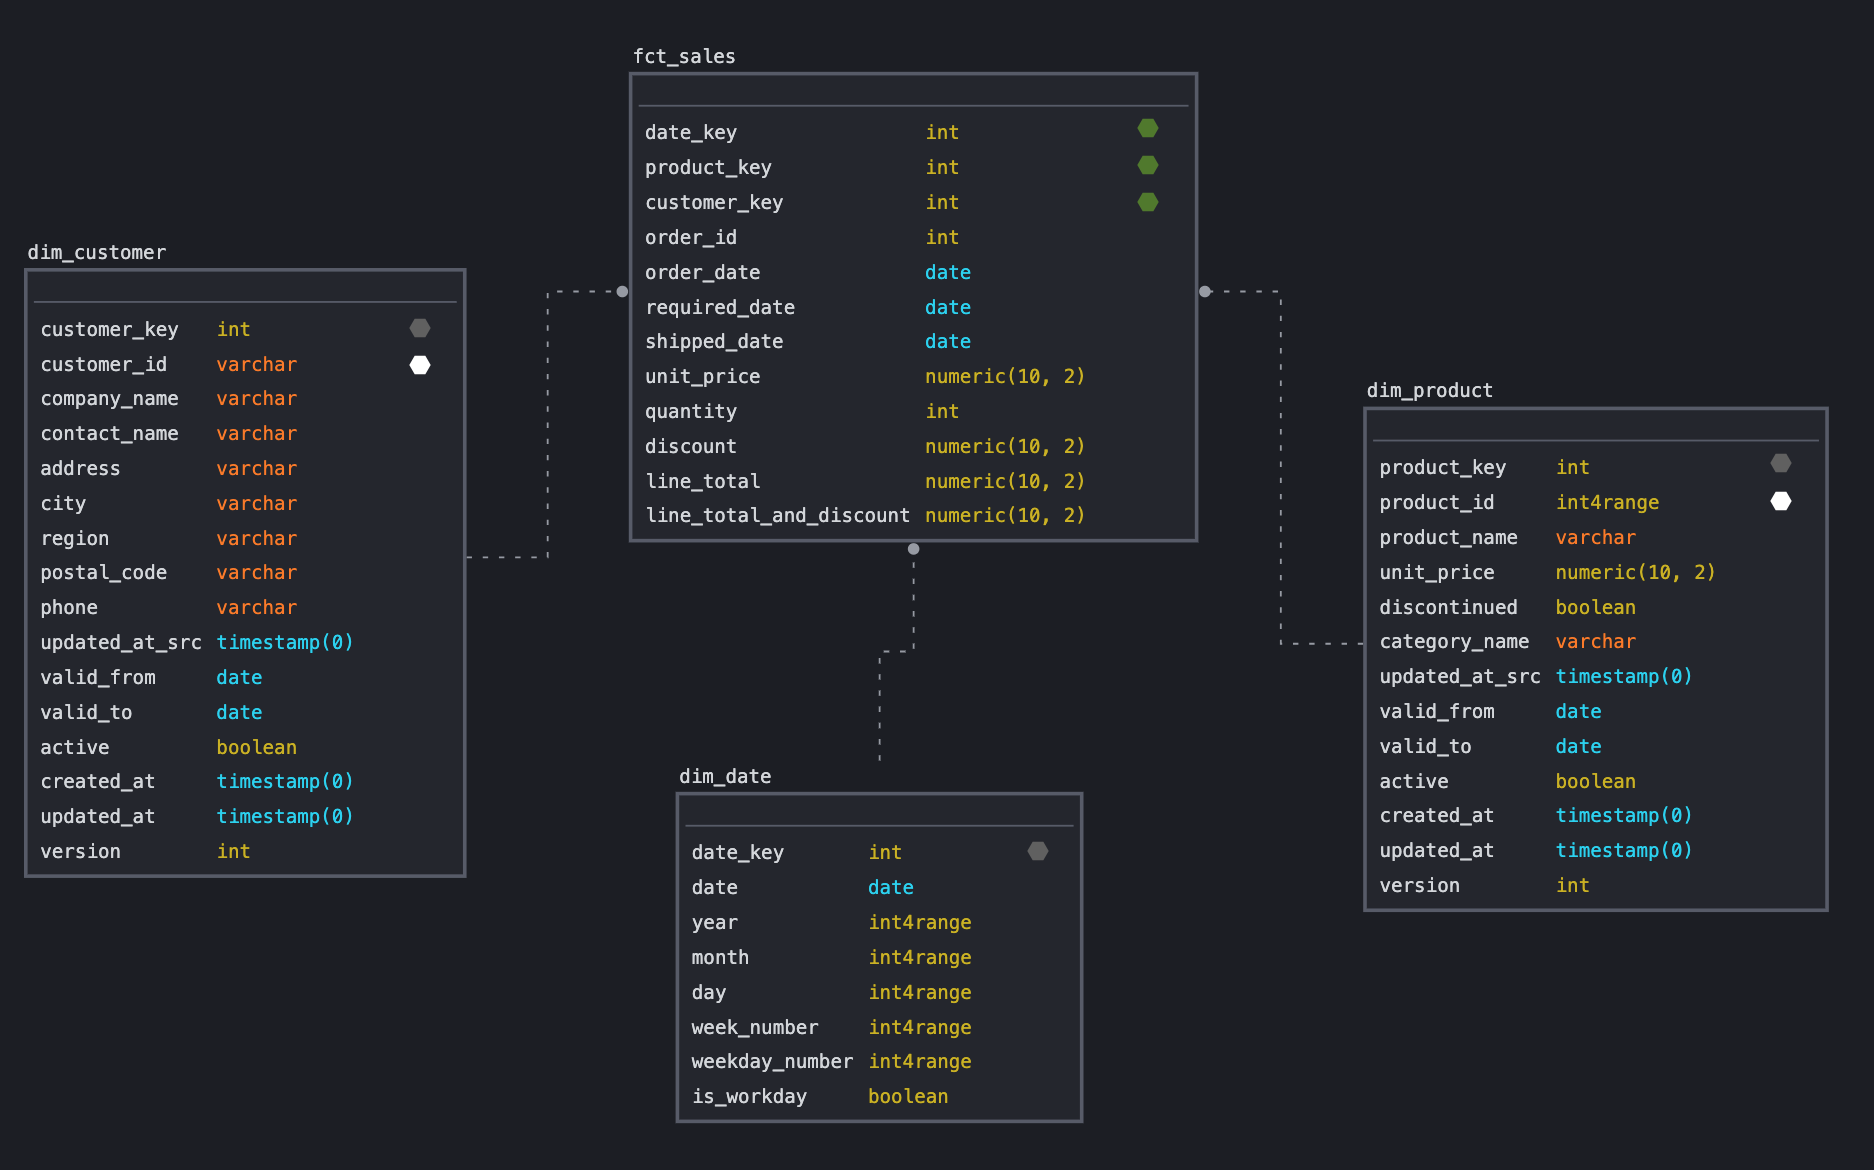 fct_sales
date_key int
product_key int
customer_key int
order_id int
order_date date
required_date date
shipped_date date
unit_price numeric(10, 2)
quantity int
discount numeric(10, 2)
line_total numeric(10, 2)
line_total_and_discount numeric(10, 2)
dim_customer
customer_key int
customer_id varchar
company_name varchar
contact_name varchar
address varchar
city varchar
region varchar
postal_code varchar
phone varchar
updated_at_src timestamp(0)
valid_from date
valid_to date
active boolean
created_at timestamp(0)
updated_at timestamp(0)
version int
dim_product
product_key int
product_id int4range
product_name varchar
unit_price numeric(10, 2)
discontinued boolean
category_name varchar
updated_at_src timestamp(0)
valid_from date
valid_to date
active boolean
created_at timestamp(0)
updated_at timestamp(0)
version int
dim_date
date_key int
date date
year int4range
month int4range
day int4range
week_number int4range
weekday_number int4range
is_workday boolean